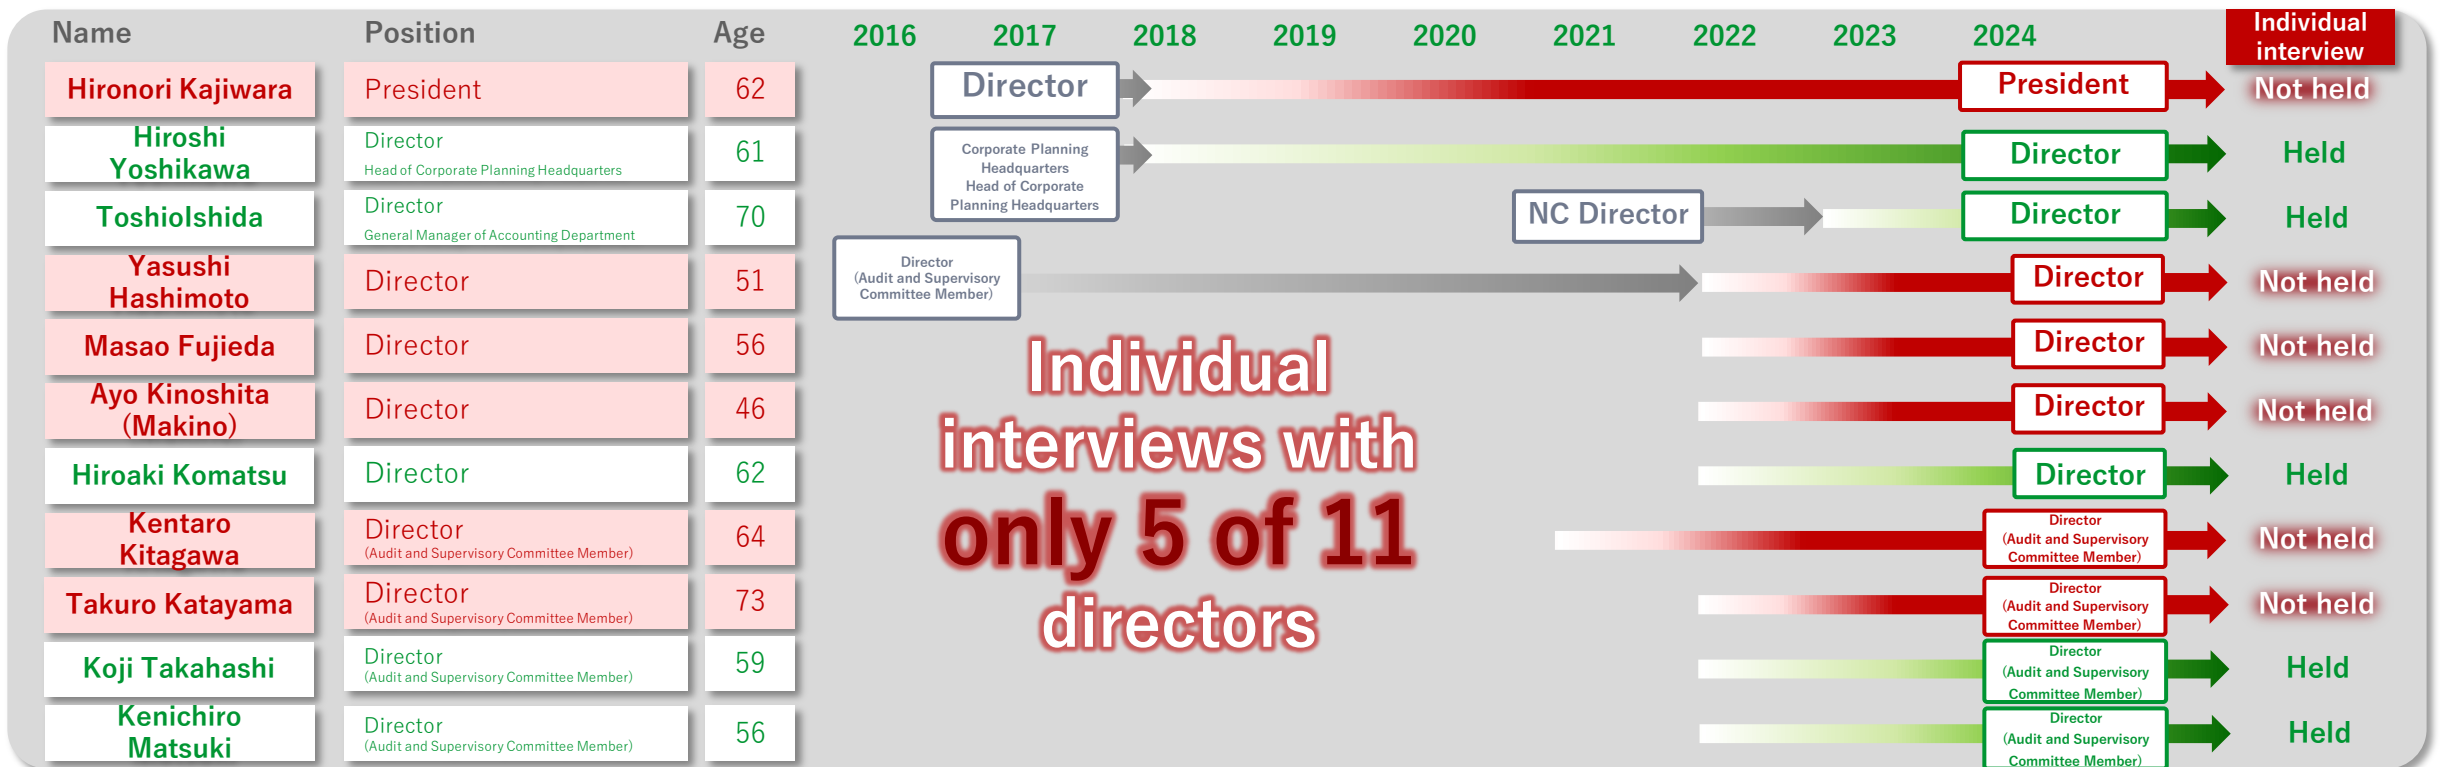 Name Position Age 2016 2017 2018 2019 2020 2021 2022 2023 2024 Individual
interview
Hironori Kajiwara President 62 Director President Not held
Hiroshi
Yoshikawa
Director
Head of Corporate Planning Headquarters
61
Corporate Planning
Headquarters
Head of Corporate
Planning Headquarters
Director
Held
ToshioIshida
Director
General Manager of Accounting Department
70
NC Director
Director
Held
Yasushi
Hashimoto
Director
51
Director
(Audit and Supervisory
Committee Member)
Director
Not held
Masao Fujieda Director 56 Director Not held
Ayo Kinoshita
(Makino)
Director
46
Director
Not held
Hiroaki Komatsu Director 62 Director Held
Kentaro
Kitagawa
Director
(Audit and Supervisory Committee Member)
64
Director
(Audit and Supervisory
Committee Member)
Not held
Takuro Katayama
Director
(Audit and Supervisory Committee Member)
73
Director
(Audit and Supervisory
Committee Member)
Not held
Koji Takahashi
Director
(Audit and Supervisory Committee Member)
59
Director
(Audit and Supervisory
Committee Member)
Held
Kenichiro
Matsuki
Director
(Audit and Supervisory Committee Member)
56
Director
(Audit and Supervisory
Committee Member)
Held
Individual
interviews with
only 5 of 11
directors